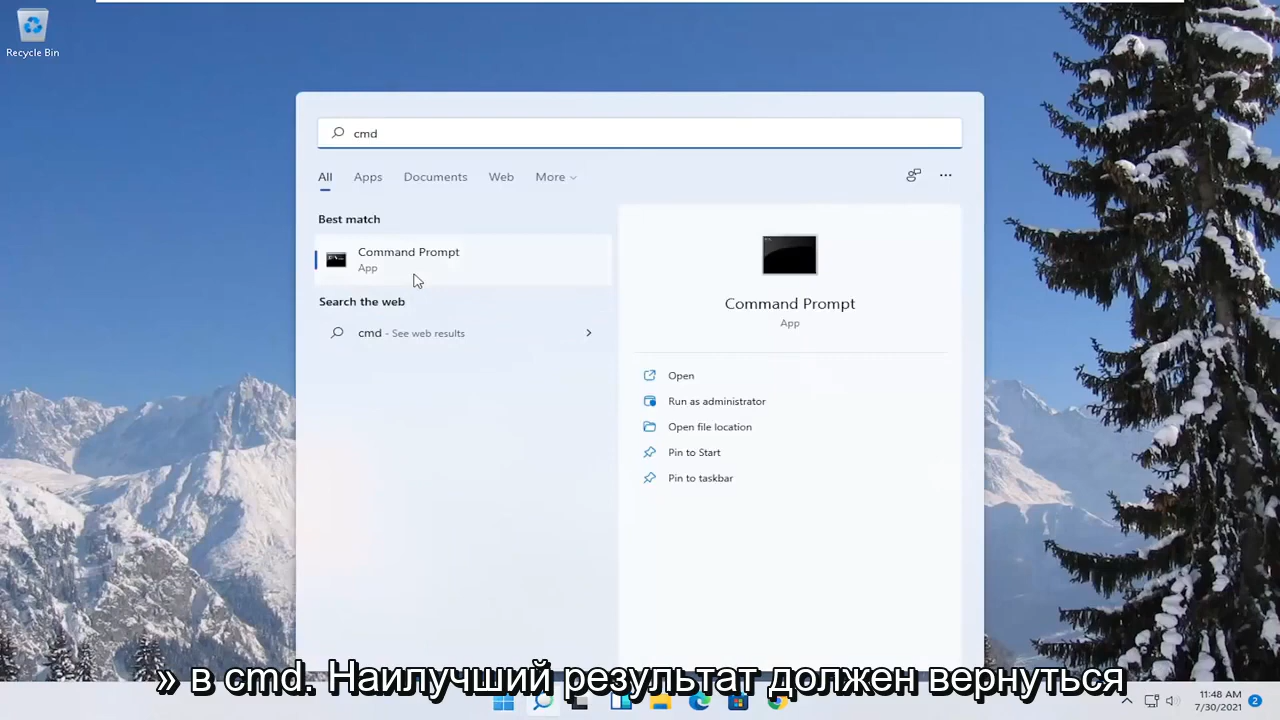 Recycle Bin
cmd
All Apps Documents Web More
Best match
Command Prompt
App
Search the web
cmd - See web results
Command Prompt
App
Open
Run as administrator
Open file location
Pin to Start
Pin to taskbar
» в cmd. Наилучший результат должен вернуться
11:48 AM
7/30/2021
2